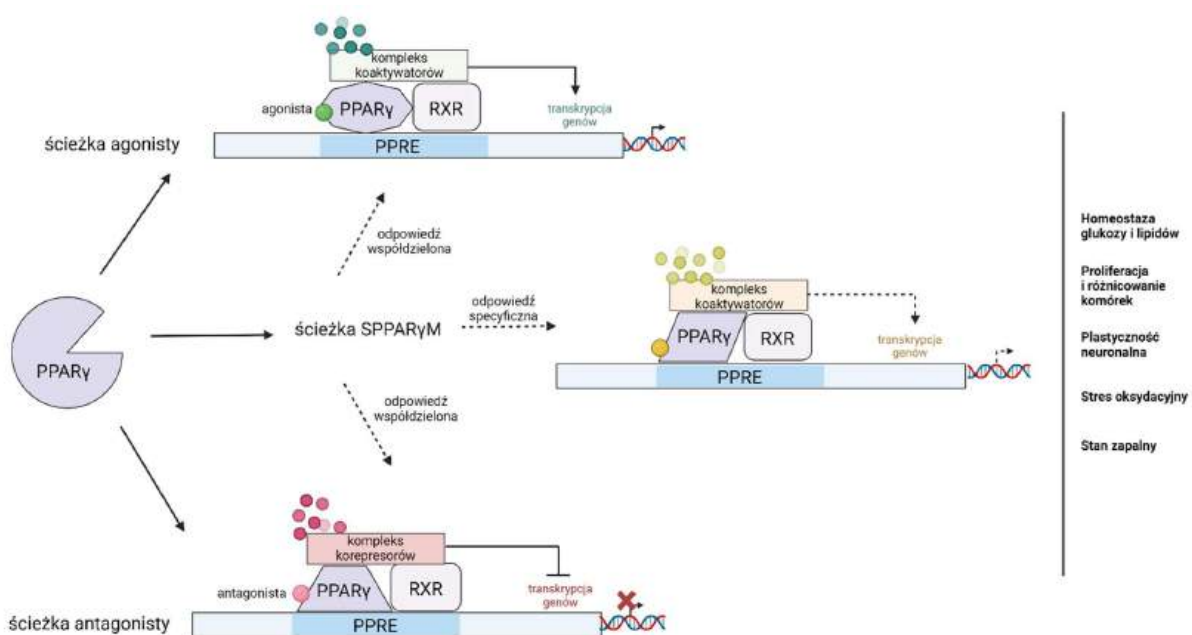 kompleks
koaktywatorów
agonista
PPARγ
RXR
transkrypcja
genów
ścieżka agonisty
PPRE
odpowiedź
współdzielona
PPARγ
ścieżka SPPARγM
odpowiedź
specyficzna
kompleks
koaktywatorów
PPARγ
RXR
transkrypcja
genów
PPRE
odpowiedź
współdzielona
kompleks
korepresorów
antagonista
PPARγ
RXR
transkrypcja
genów
ścieżka antagonisty
PPRE
Homeostaza
glukozy i lipidów
Proliferacja
i różnicowanie
komórek
Plastyczność
neuronalna
Stres oksydacyjny
Stan zapalny